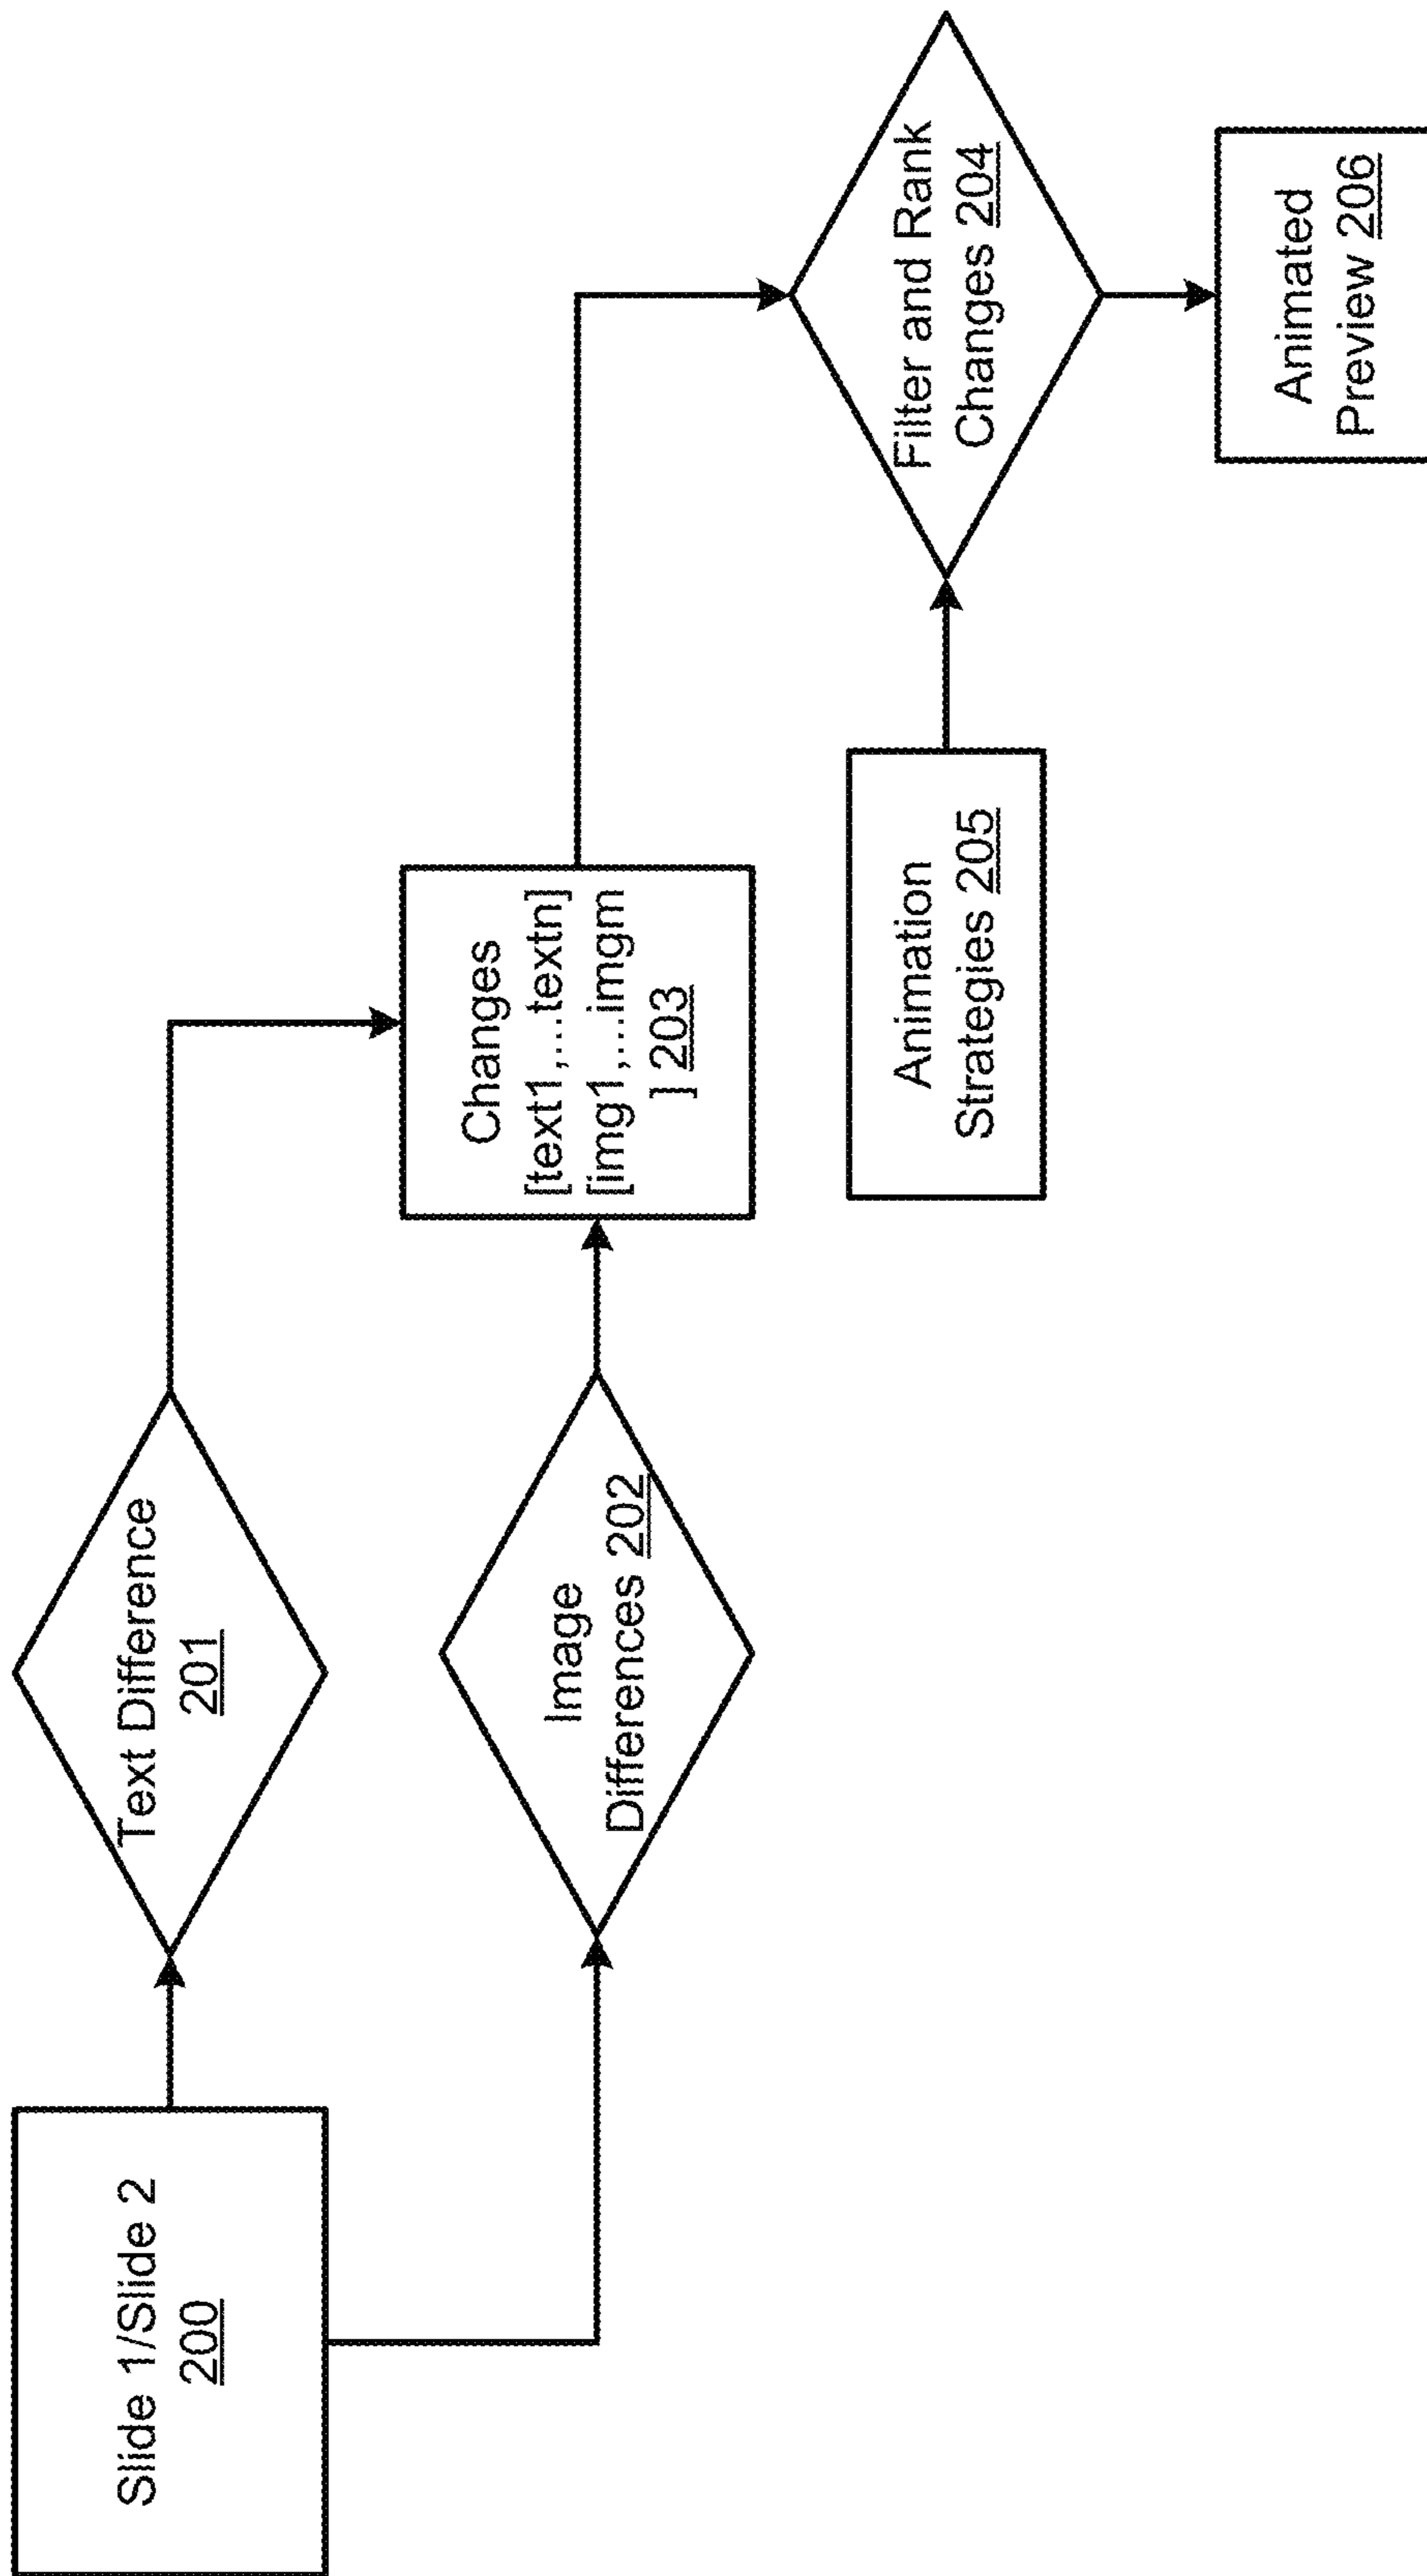 Slide 1/Slide 2
200
Text Difference
201
Image
Differences 202
Changes
[text1,....textn]
[img1,...imgm
] 203
Animation
Strategies 205
Filter and Rank
Changes 204
Animated
Preview 206